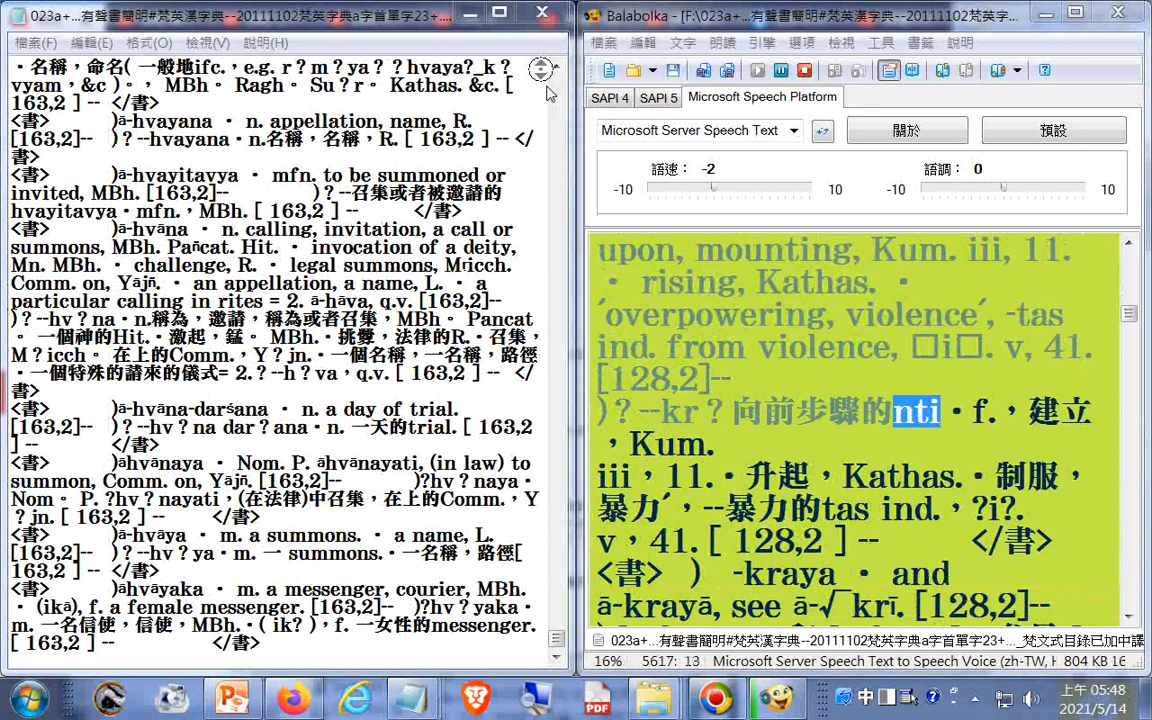 023a+...有聲書簡明#梵英漢字典--20111102梵英字典a字首單字23+...
檔案(F) 編輯(E) 格式(O) 檢視(V) 說明(H)
‧名稱，命名( 一般地ifc., e.g. r？m？ya？？hvaya?_k？
vyam，&c )。， MBh。Ragh。Su？r。Kathas. &c. [
163,2 ] -- </書>
<書> )ā-hvayana ‧ n. appellation, name, R.
[163,2]-- )？--hvayana‧n.名稱，名稱，R. [ 163,2 ] -- </
書>
<書> )ā-hvayitavya ‧ mfn. to be summoned or
invited, MBh. [163,2]-- )？--召集或者被邀請的
hvayitavya‧mfn.，MBh. [ 163,2 ] -- </書>
<書> )ā-hvāna ‧ n. calling, invitation, a call or
summons, MBh. Pañcat. Hit. ‧ invocation of a deity,
Mn. MBh. ‧ challenge, R. ‧ legal summons, Mṛicch.
Comm. on, Yājñ. ‧ an appellation, a name, L. ‧ a
particular calling in rites = 2. ā-hāva, q.v. [163,2]--
)？--hv？na‧n.稱為，邀請，稱為或者召集，MBh。Pancat
。一個神的Hit.‧激起，錳。 MBh.‧挑釁，法律的R.‧召集，
M？icch。 在上的Comm.，Y？jn.‧一個名稱，一名稱，路徑
‧一個特殊的請來的儀式= 2.？--h？va，q.v. [ 163,2 ] -- </
書>
<書> )ā-hvāna-darśana ‧ n. a day of trial.
[163,2]-- )？--hv？na dar？ana‧n. 一天的trial. [ 163,2
] -- </書>
<書> )āhvānaya ‧ Nom. P. āhvānayati, (in law) to
summon, Comm. on, Yājñ. [163,2]-- )?hv？naya‧
Nom。P. ?hv？nayati，(在法律)中召集，在上的Comm.，Y
？jn. [ 163,2 ] -- </書>
<書> )ā-hvāya ‧ m. a summons. ‧ a name, L.
[163,2]-- )？--hv？ya‧m. 一 summons.‧一名稱，路徑[
163,2 ] -- </書>
<書> )āhvāyaka ‧ m. a messenger, courier, MBh.
‧ (ikā), f. a female messenger. [163,2]-- )?hv？yaka‧
m. 一名信使，信使，MBh.‧( ik？)，f. 一女性的messenger.
[ 163,2 ] -- </書>
Balabolka - [F:\023a+...有聲書簡明#梵英漢字典--20111102梵英字...
檔案 編輯 文字 朗讀 引擎 選項 檢視 工具 書籤 說明
SAPI 4 SAPI 5 Microsoft Speech Platform
Microsoft Server Speech Text 關於 預設
語速： -2 語調： 0
-10 10 -10 10
upon, mounting, Kum. iii, 11.
‧ rising, Kathas. ‧
'overpowering, violence', -tas
ind. from violence, □i□. v, 41.
[128,2]--
)？--kr？向前步驟的nti‧f.，建立
，Kum.
iii，11.‧升起，Kathas.‧制服，
暴力'，--暴力的tas ind.，?i?.
v，41. [ 128,2 ] -- </書>
<書> ) -kraya ‧ and
ā-krayā, see ā-√krī. [128,2]--
023a+...有聲書簡明#梵英漢字典--20111102梵英字典a字首單字23+..._梵文式目錄已加中譯
16% 5617: 13 Microsoft Server Speech Text to Speech Voice (zh-TW, H 804 KB 16
中
上午 05:48
2021/5/14